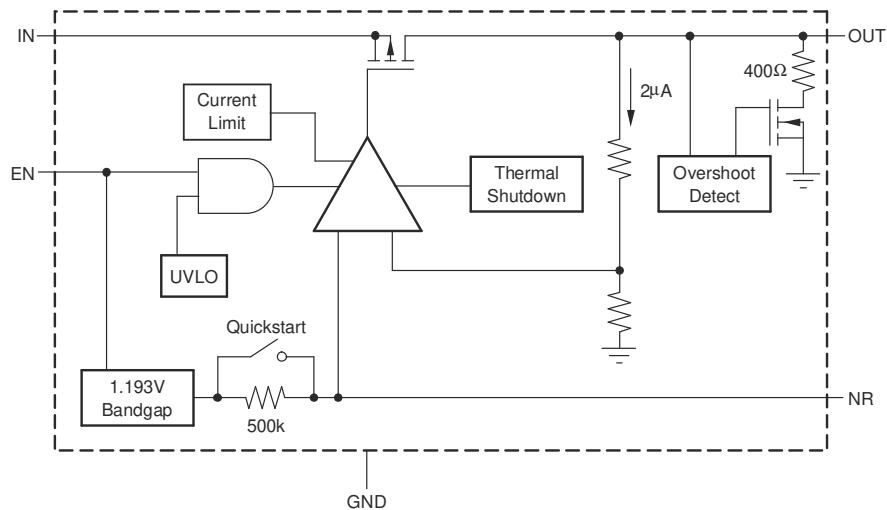 IN
OUT
400Ω
2μA
Current
Limit
EN
Thermal
Shutdown
Overshoot
Detect
UVLO
Quickstart
1.193V
Bandgap
500k
NR
GND